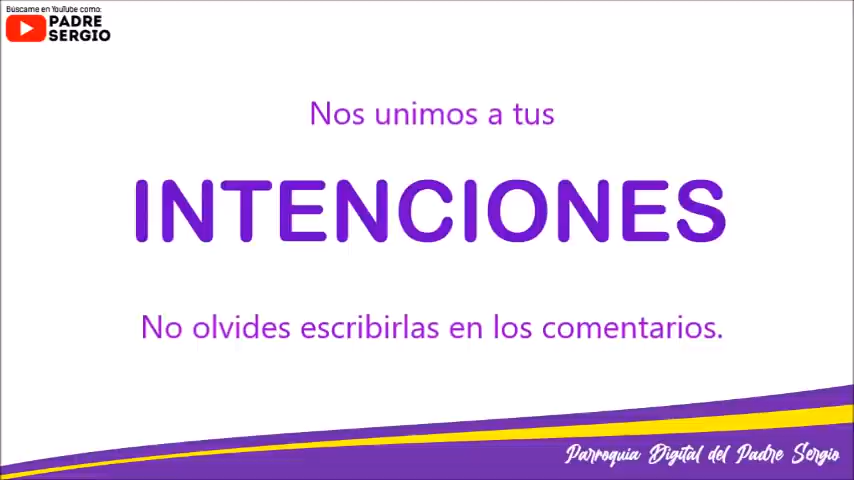 Búscame en YouTube como:
PADRE
SERGIO
Nos unimos a tus
INTENCIONES
No olvides escribirlas en los comentarios.
Parroquia Digital del Padre Sergio